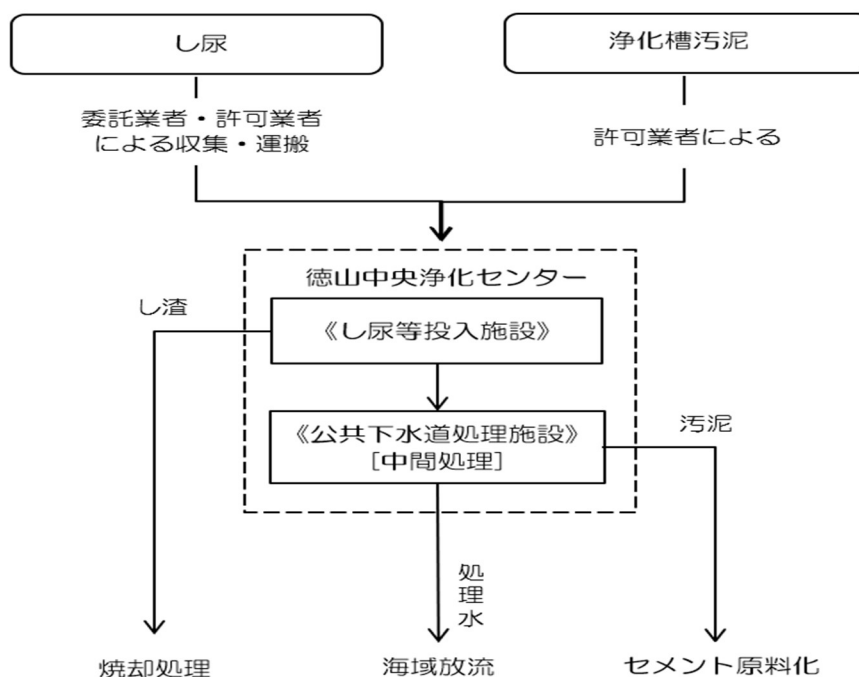 し尿
浄化槽汚泥
委託業者・許可業者
による収集・運搬
許可業者による
徳山中央浄化センター
し渣
《し尿等投入施設》
《公共下水道処理施設》
[中間処理]
汚泥
処理水
焼却処理
海域放流
セメント原料化